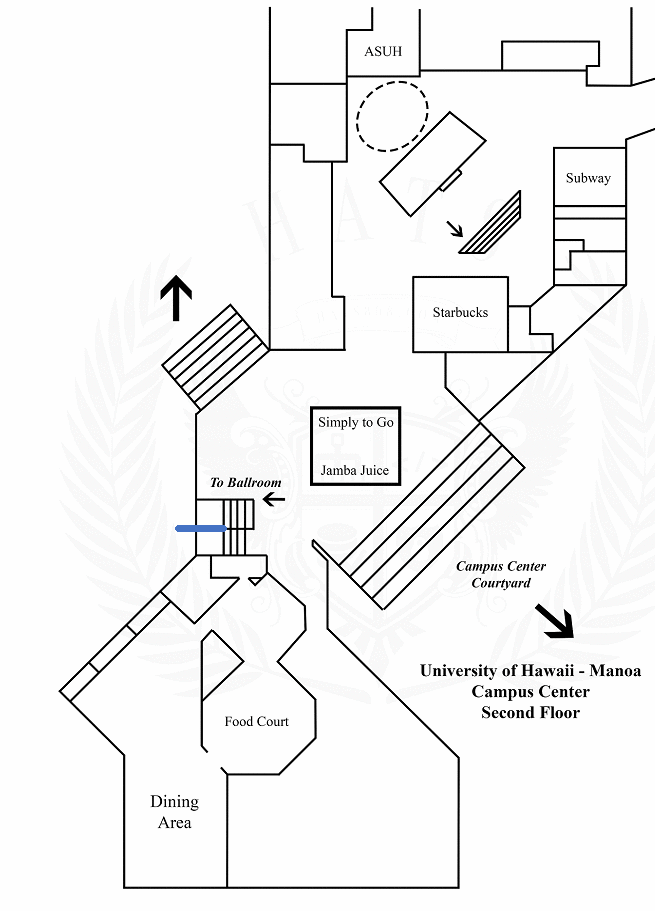 ASUH
Subway
Starbucks
Simply to Go
Jamba Juice
To Ballroom
Campus Center
Courtyard
University of Hawaii - Manoa
Campus Center
Second Floor
Food Court
Dining
Area